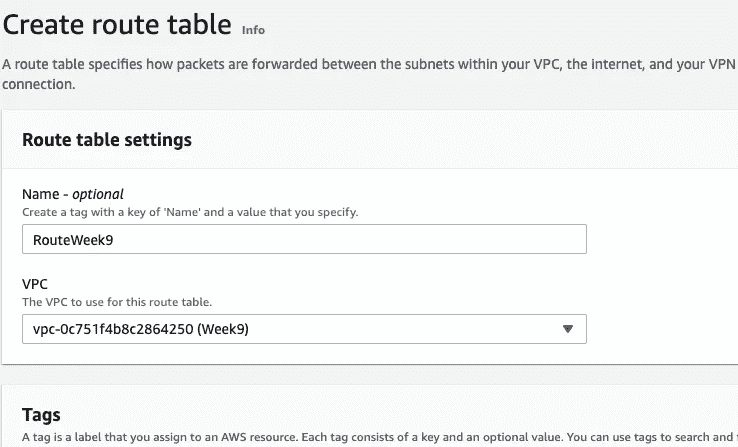 Create route table Info
A route table specifies how packets are forwarded between the subnets within your VPC, the internet, and your VPN
connection.
Route table settings
Name - optional
Create a tag with a key of 'Name' and a value that you specify.
RouteWeek9
VPC
The VPC to use for this route table.
vpc-0c751f4b8c2864250 (Week9)
Tags
A tag is a label that you assign to an AWS resource. Each tag consists of a key and an optional value. You can use tags to search and